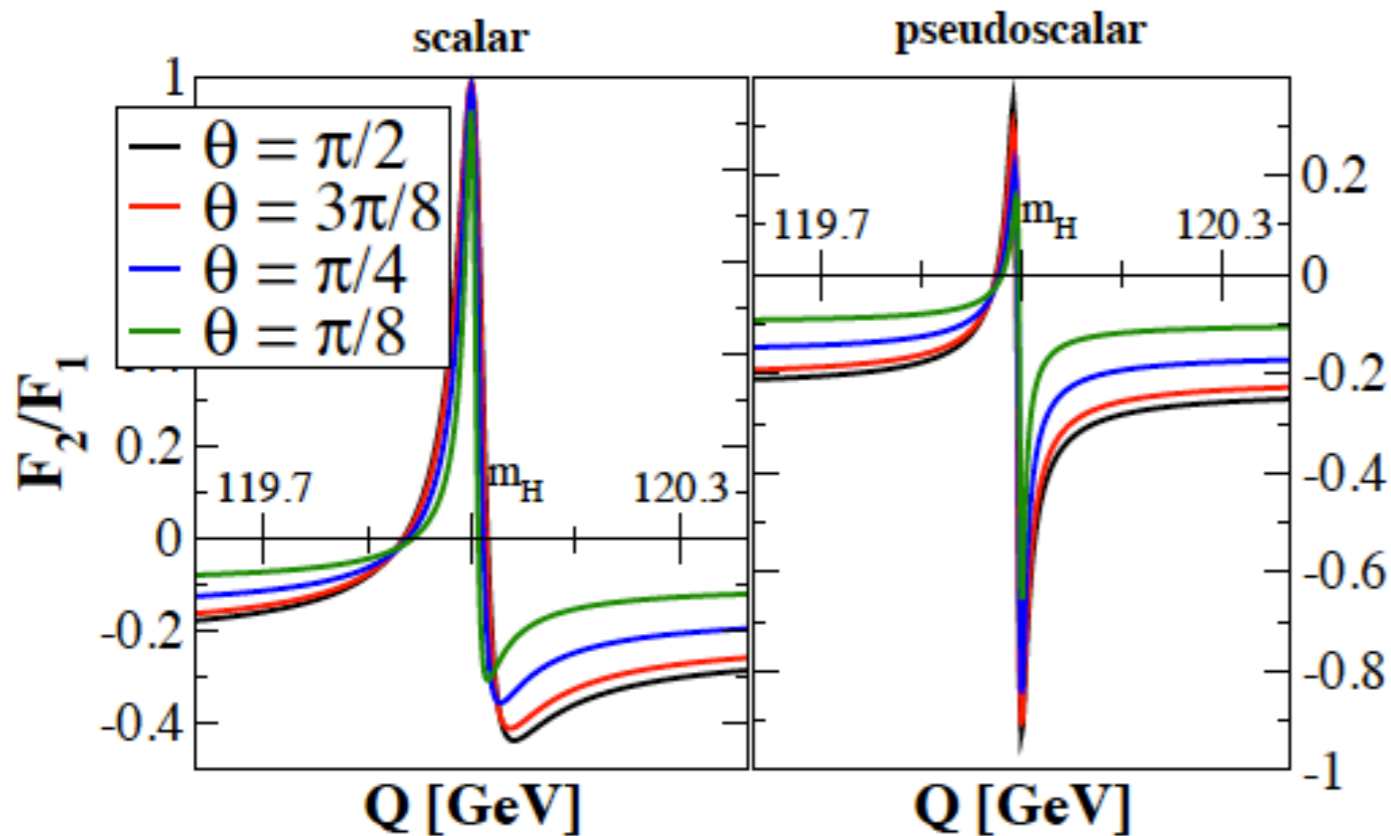 scalar
pseudoscalar
1
θ = π/2
θ = 3π/8
θ = π/4
θ = π/8
F₂/F₁
0.2
0
-0.2
-0.4
119.7
m_H
120.3
119.7
m_H
120.3
0.2
0
-0.2
-0.4
-0.6
-0.8
-1
Q [GeV]
Q [GeV]